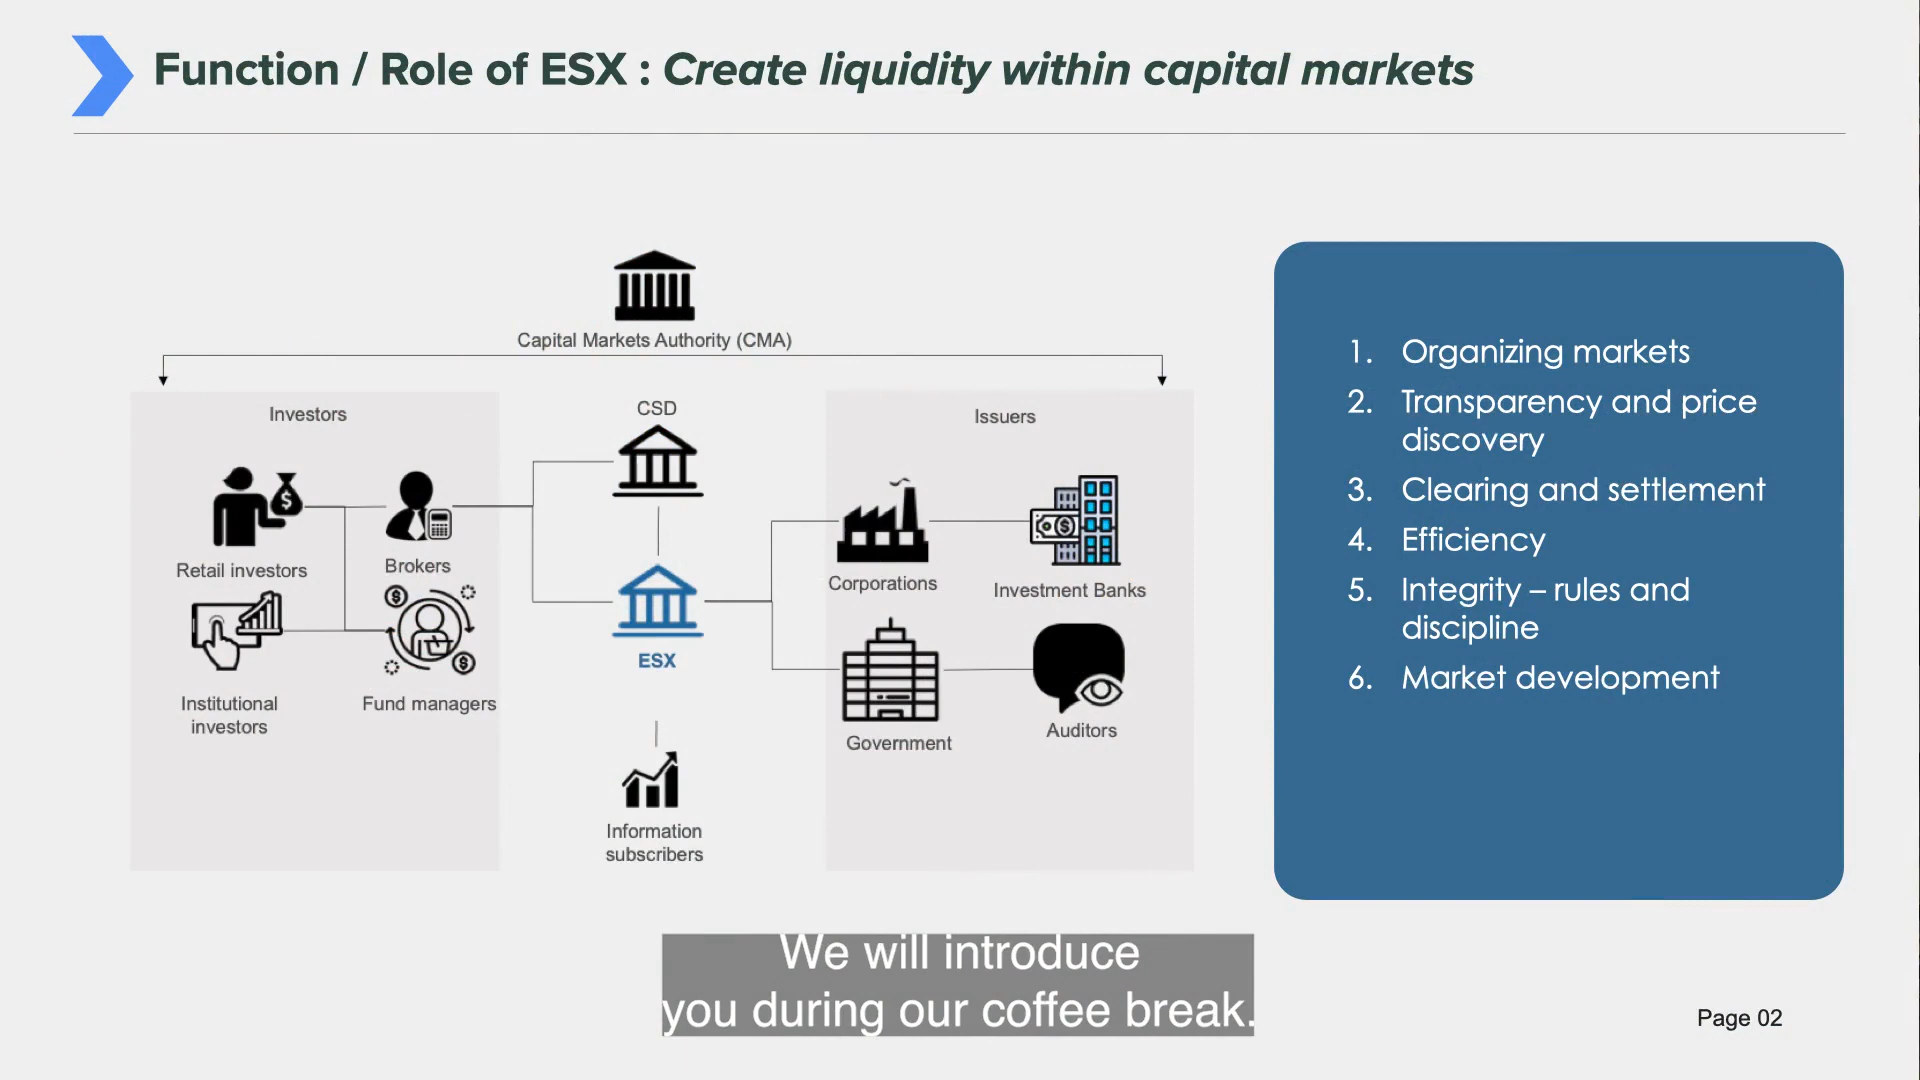 Function / Role of ESX : Create liquidity within capital markets
Capital Markets Authority (CMA)
Investors
CSD
Issuers
Retail investors
Brokers
Corporations
Investment Banks
ESX
Institutional
investors
Fund managers
Government
Auditors
Information
subscribers
1. Organizing markets
2. Transparency and price
discovery
3. Clearing and settlement
4. Efficiency
5. Integrity – rules and
discipline
6. Market development
We will introduce
you during our coffee break.
Page 02